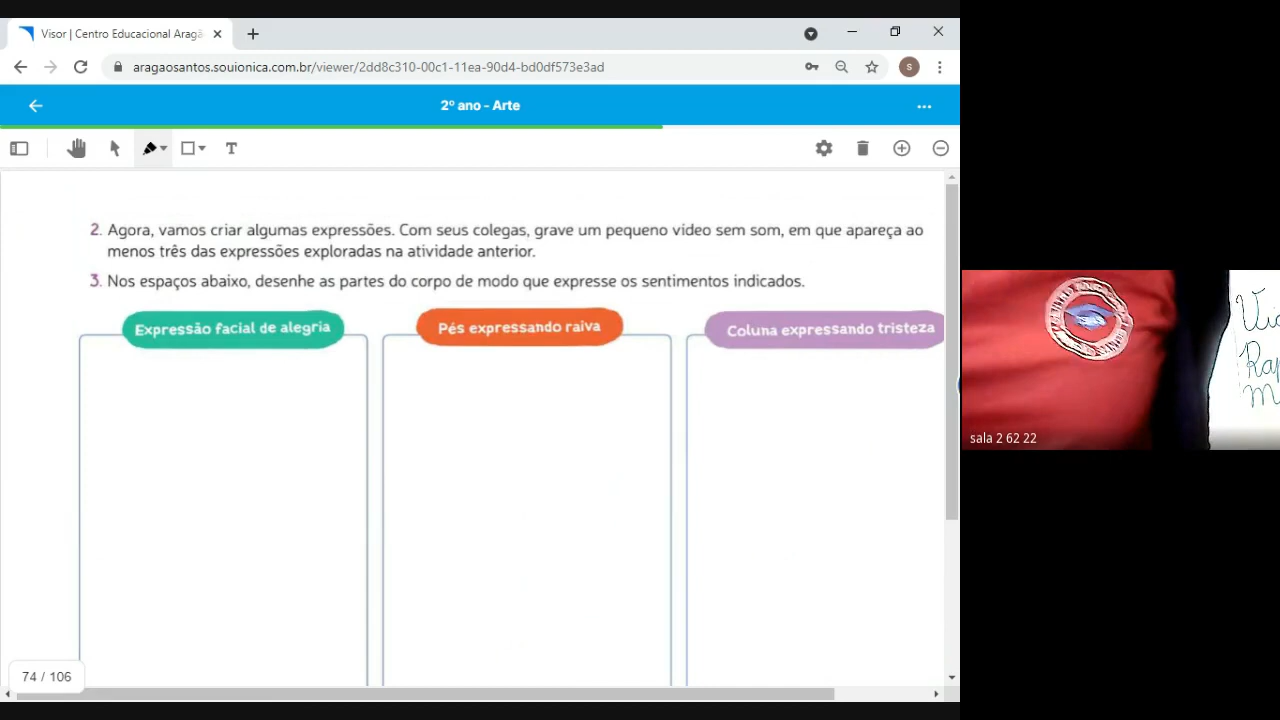 Visor | Centro Educacional Aragã
aragaosantos.souionica.com.br/viewer/2dd8c310-00c1-11ea-90d4-bd0df573e3ad
s
2º ano - Arte
T
2. Agora, vamos criar algumas expressões. Com seus colegas, grave um pequeno vídeo sem som, em que apareça ao
menos três das expressões exploradas na atividade anterior.
3. Nos espaços abaixo, desenhe as partes do corpo de modo que expresse os sentimentos indicados.
Expressão facial de alegria
Pés expressando raiva
Coluna expressando tristeza
74 / 106
sala 2 62 22